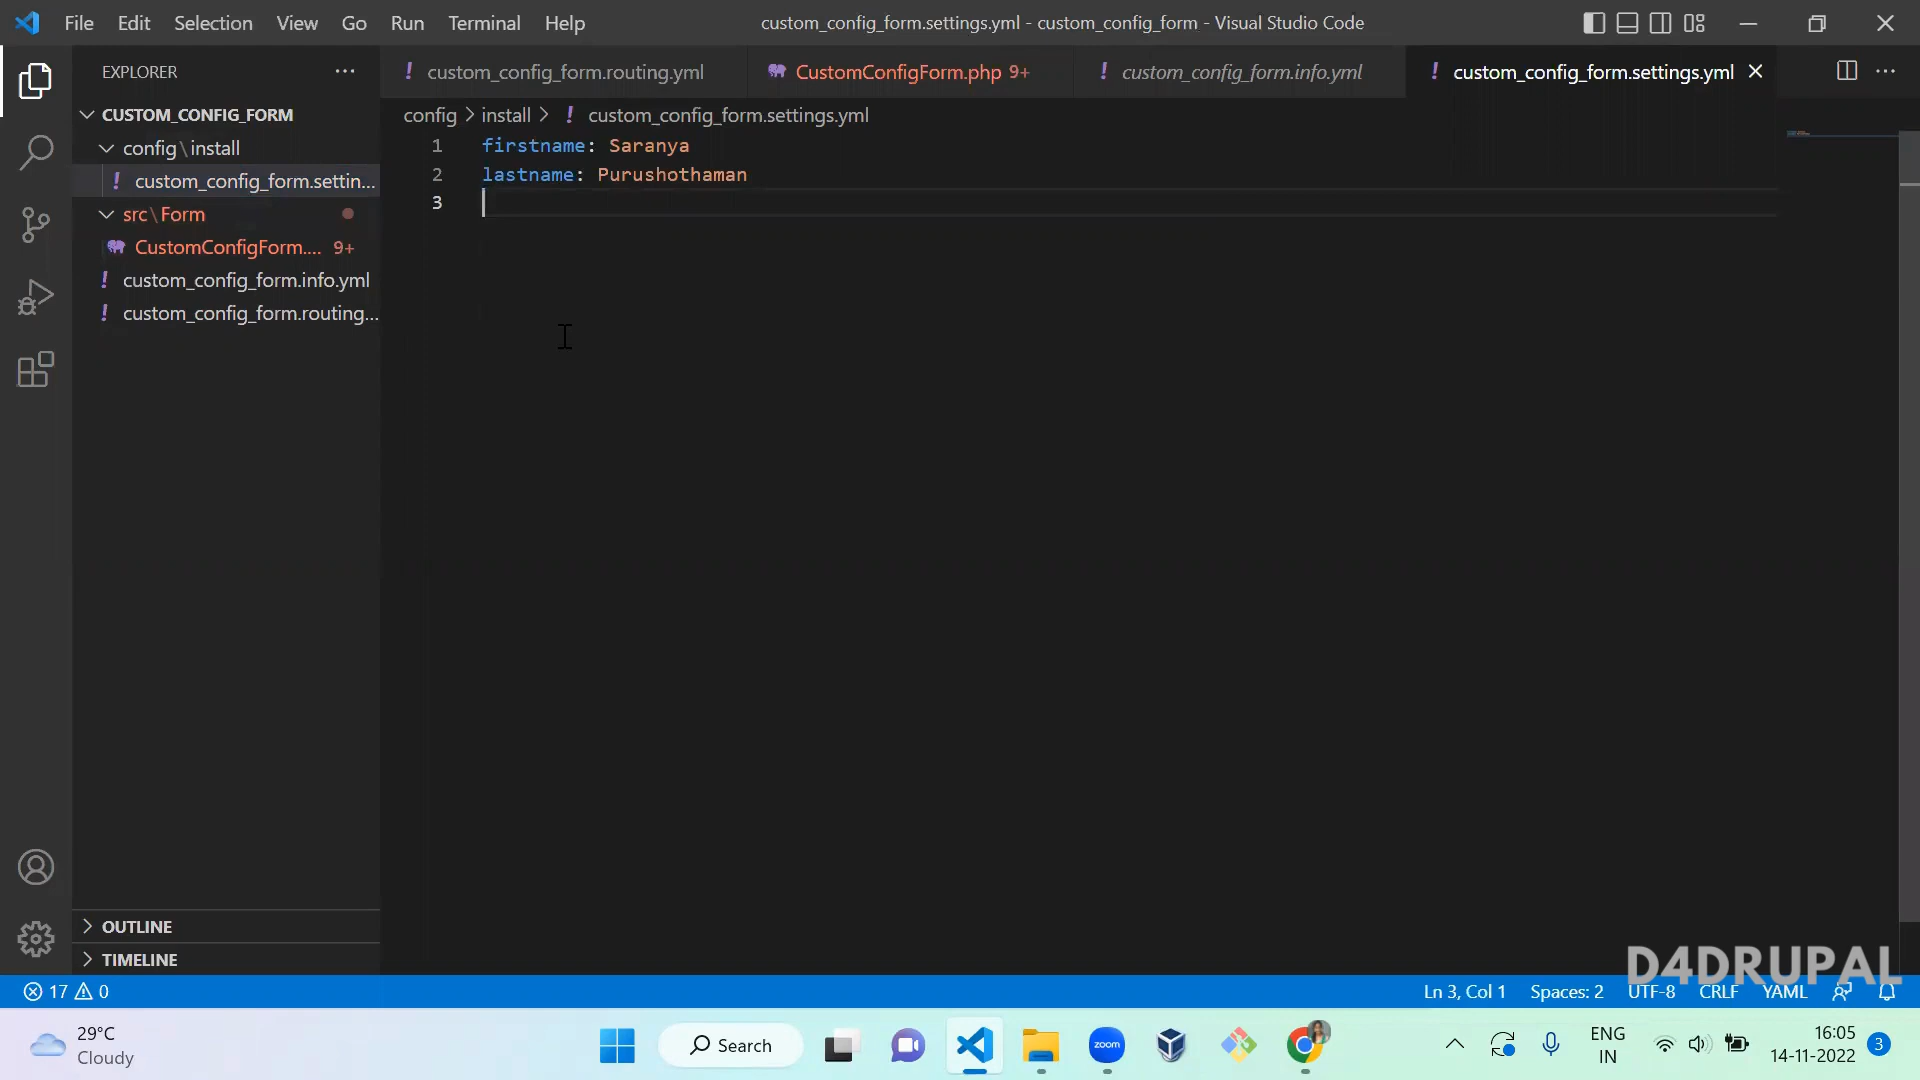 File Edit Selection View Go Run Terminal Help
custom_config_form.settings.yml - custom_config_form - Visual Studio Code
EXPLORER
custom_config_form.routing.yml
CustomConfigForm.php 9+
custom_config_form.info.yml
custom_config_form.settings.yml
CUSTOM_CONFIG_FORM
config\install
custom_config_form.settin...
src\Form
CustomConfigForm.... 9+
custom_config_form.info.yml
custom_config_form.routing...
config > install > ! custom_config_form.settings.yml
1 firstname: Saranya
2 lastname: Purushothaman
3
OUTLINE
TIMELINE
D4DRUPAL
17 0
Ln 3, Col 1 Spaces: 2 UTF-8 CRLF YAML
29°C
Cloudy
Search
zoom
ENG
IN
16:05
14-11-2022
3